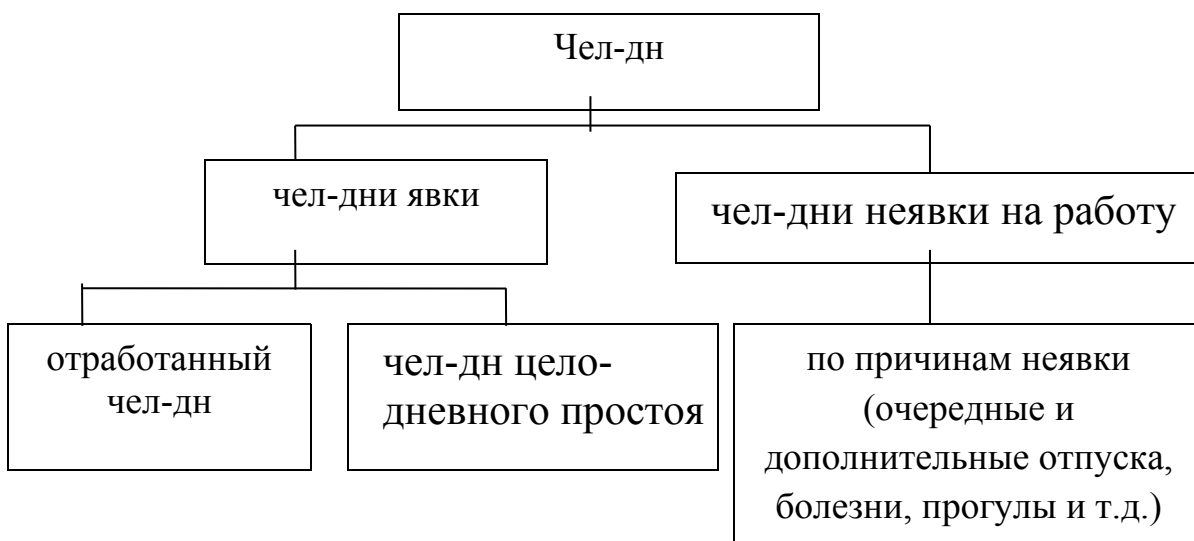 Чел-дн
чел-дни явки
чел-дни неявки на работу
отработанный
чел-дн
чел-дн цело-
дневного простоя
по причинам неявки
(очередные и
дополнительные отпуска,
болезни, прогулы и т.д.)